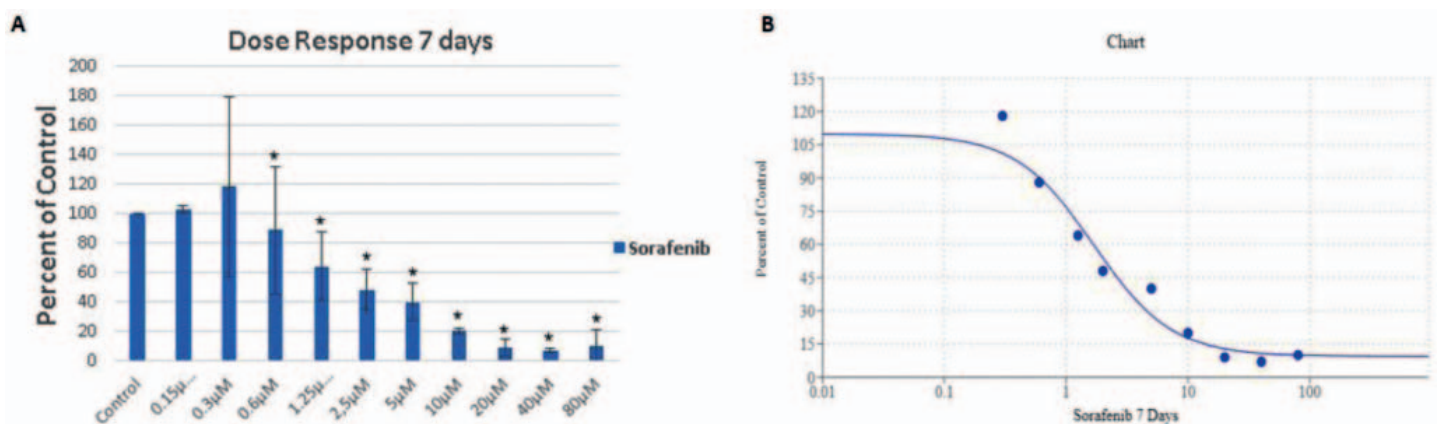 A
Dose Response 7 days
Percent of Control
200
180
160
140
120
100
80
60
40
20
0
Control
0.15µ...
0.3µM
0.6µM
1.25µ...
2,5µM
5µM
10µM
20µM
40µM
80µM
* * * * * * * *
Sorafenib
B
Chart
Percent of Control
135
120
105
90
75
60
45
30
15
0
0.01
0.1
1
10
100
Sorafenib 7 Days